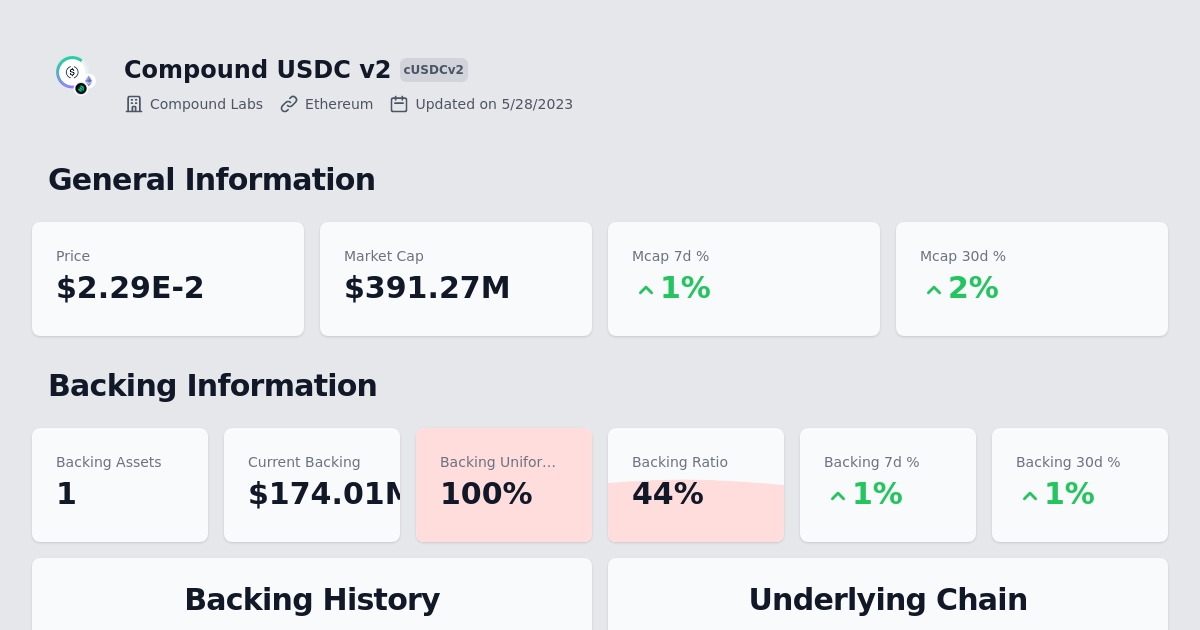 Compound USDC v2 cUSDCv2
Compound Labs Ethereum Updated on 5/28/2023
General Information
Price Market Cap Mcap 7d % Mcap 30d %
$2.29E-2 $391.27M 1% 2%
Backing Information
Backing Assets Current Backing Backing Unifor... Backing Ratio Backing 7d % Backing 30d %
1 $174.01M 100% 44% 1% 1%
Backing History Underlying Chain